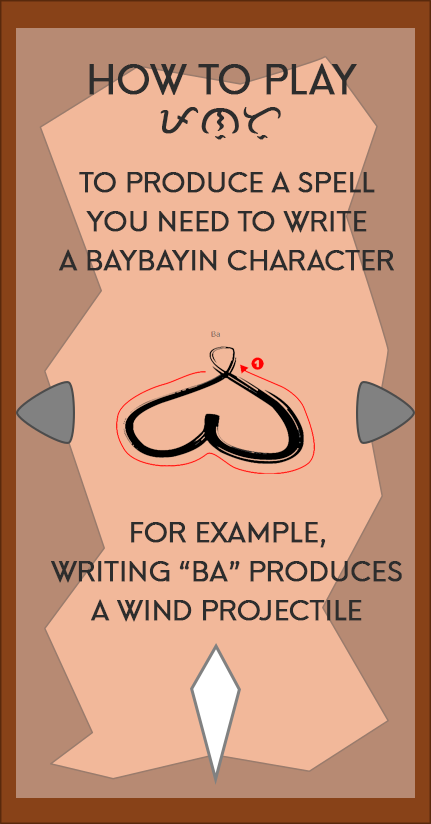 HOW TO PLAY
TO PRODUCE A SPELL
YOU NEED TO WRITE
A BAYBAYIN CHARACTER
Ba
1
FOR EXAMPLE,
WRITING “BA” PRODUCES
A WIND PROJECTILE